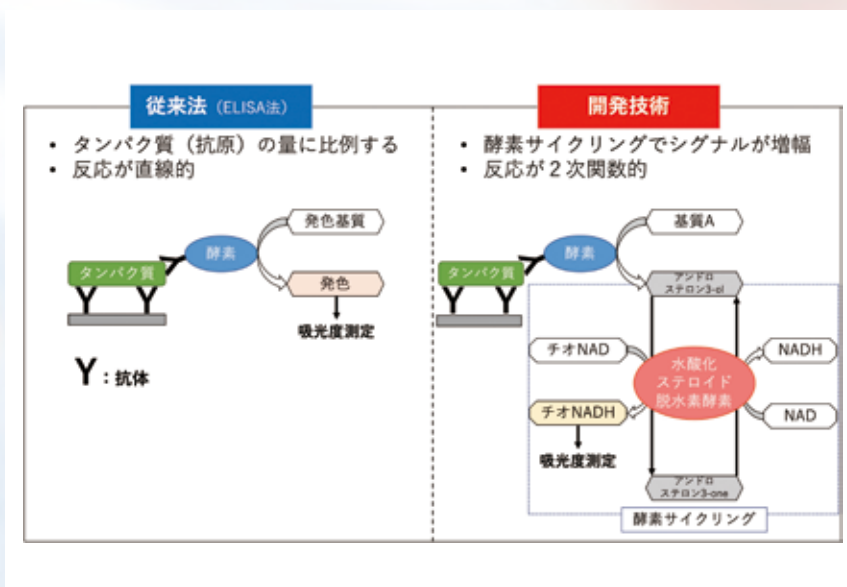 従来法（ELISA法）
• タンパク質（抗原）の量に比例する
• 反応が直線的
発色基質
酵素
タンパク質
発色
吸光度測定
Y：抗体
開発技術
• 酵素サイクリングでシグナルが増幅
• 反応が２次関数的
基質A
酵素
タンパク質
アンドロ
ステロン3-ol
チオNAD
NADH
水酸化
ステロイド
脱水素酵素
チオNADH
NAD
吸光度測定
アンドロ
ステロン3-one
酵素サイクリング